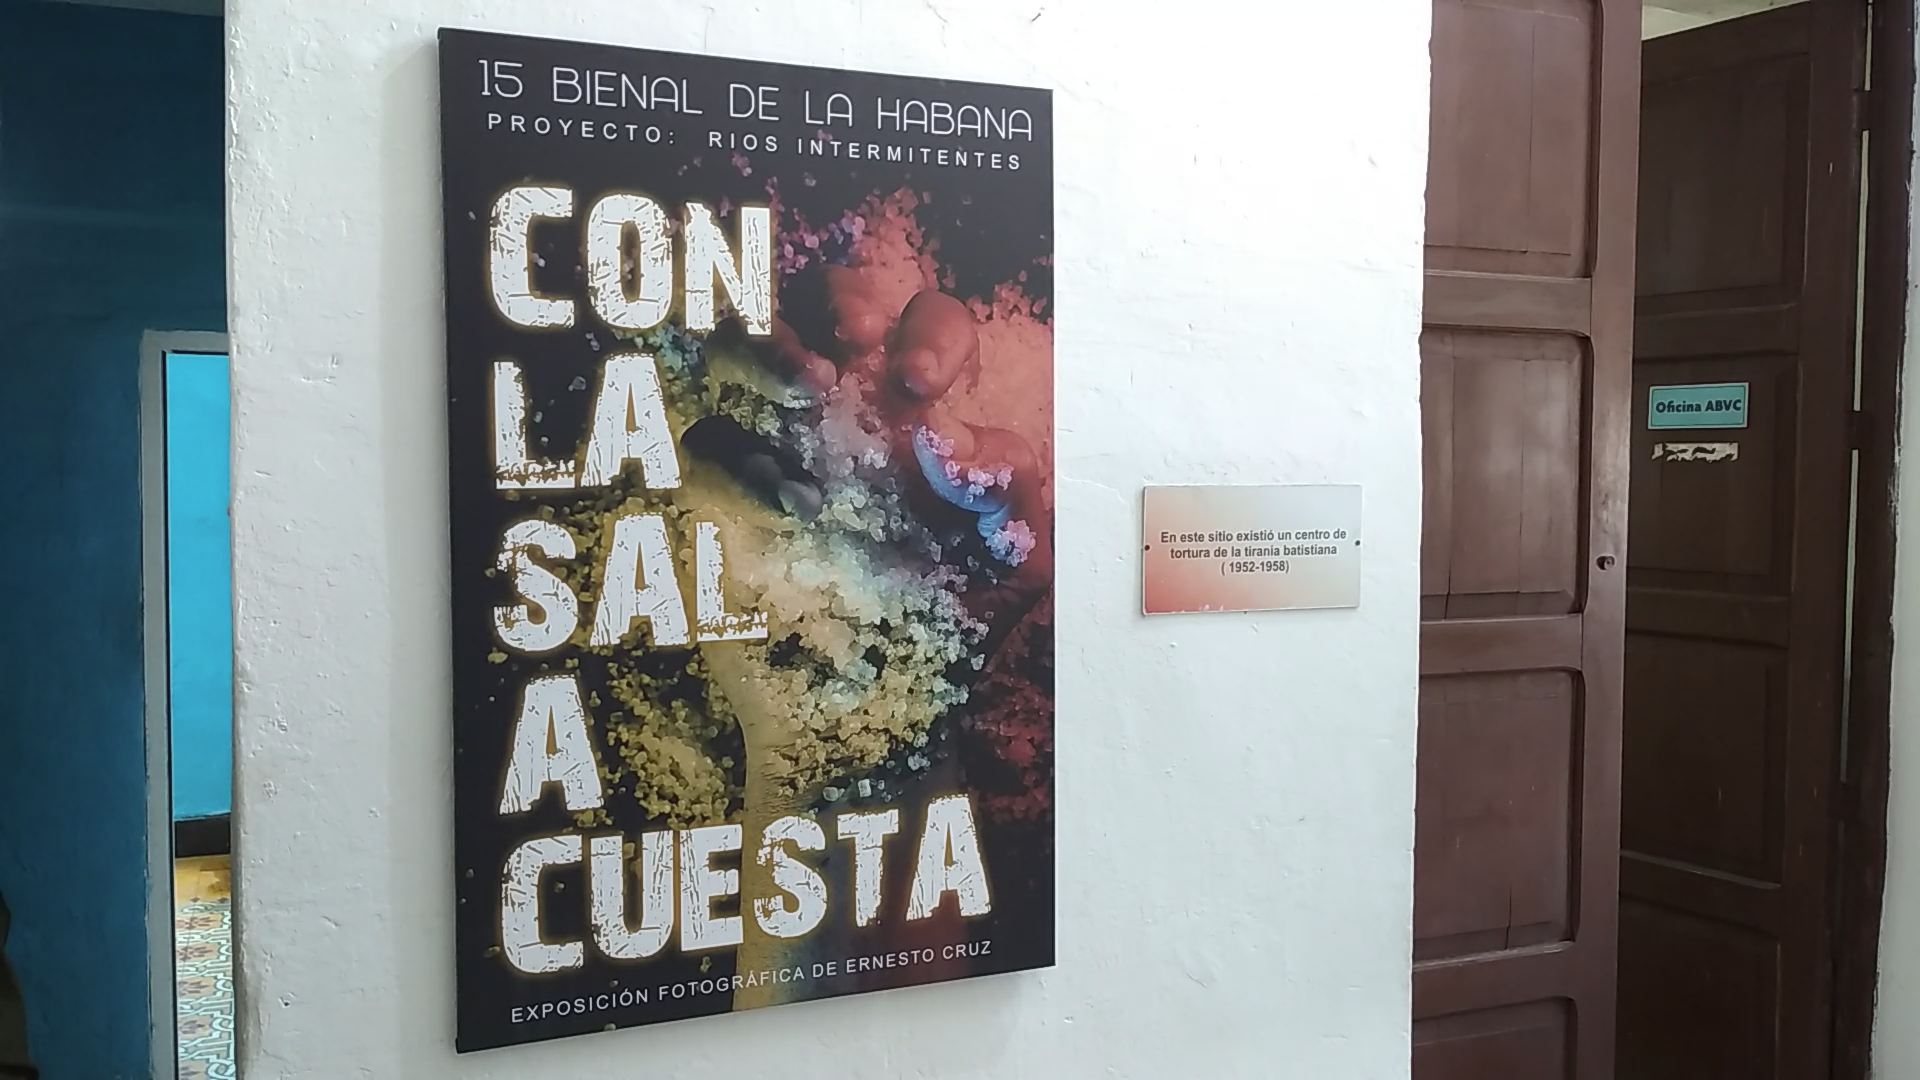 15 BIENAL DE LA HABANA
PROYECTO: RIOS INTERMITENTES
CON
LA
SAL
A
CUESTA
EXPOSICIÓN FOTOGRÁFICA DE ERNESTO CRUZ
En este sitio existió un centro de
tortura de la tirania batistiana
( 1952-1958)
Oficina ABVC